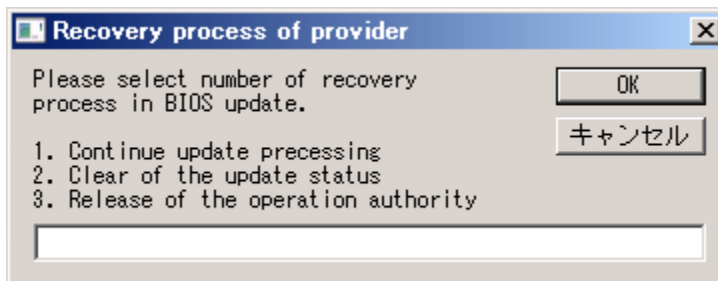 Recovery process of provider
Please select number of recovery
process in BIOS update.
OK
キャンセル
1. Continue update precessing
2. Clear of the update status
3. Release of the operation authority